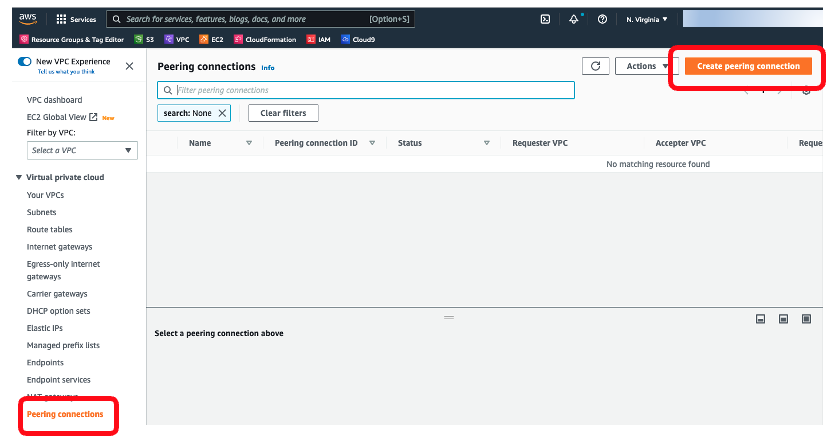 aws
Services
Search for services, features, blogs, docs, and more
[Option+S]
N. Virginia ▼
Resource Groups & Tag Editor
S3
VPC
EC2
CloudFormation
IAM
Cloud9
New VPC Experience
Tell us what you think
VPC dashboard
EC2 Global View
New
Filter by VPC:
Select a VPC
Virtual private cloud
Your VPCs
Subnets
Route tables
Internet gateways
Egress-only internet
gateways
Carrier gateways
DHCP option sets
Elastic IPs
Managed prefix lists
Endpoints
Endpoint services
NAT gateways
Peering connections
Peering connections
Info
Actions ▼
Create peering connection
Filter peering connections
search: None
Clear filters
Name
Peering connection ID
Status
Requester VPC
Accepter VPC
Reque
No matching resource found
Select a peering connection above